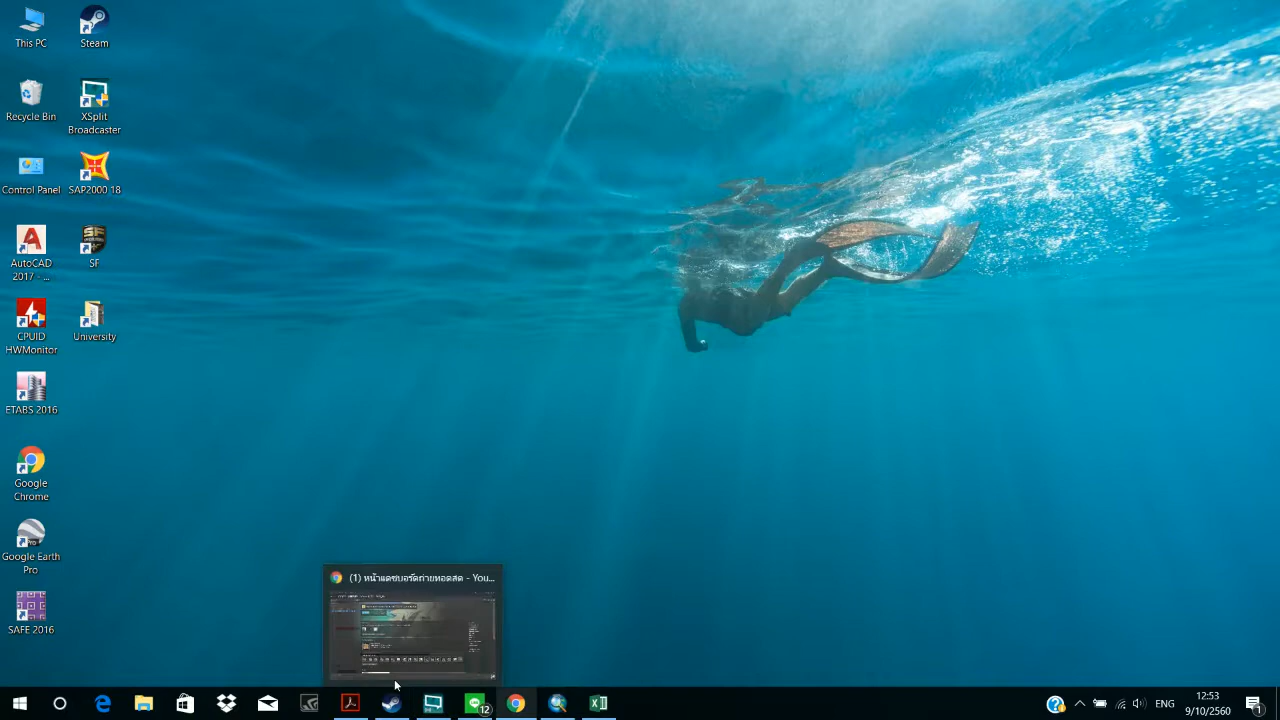 This PC
Steam
Recycle Bin
XSplit
Broadcaster
Control Panel
SAP2000 18
AutoCAD
2017 - ...
SF
CPUID
HWMonitor
University
ETABS 2016
Google
Chrome
Google Earth
Pro
SAFE 2016
(1) หน้าแดชบอร์ดถ่ายทอดสด - You...
12
ENG
12:53
9/10/2560
1